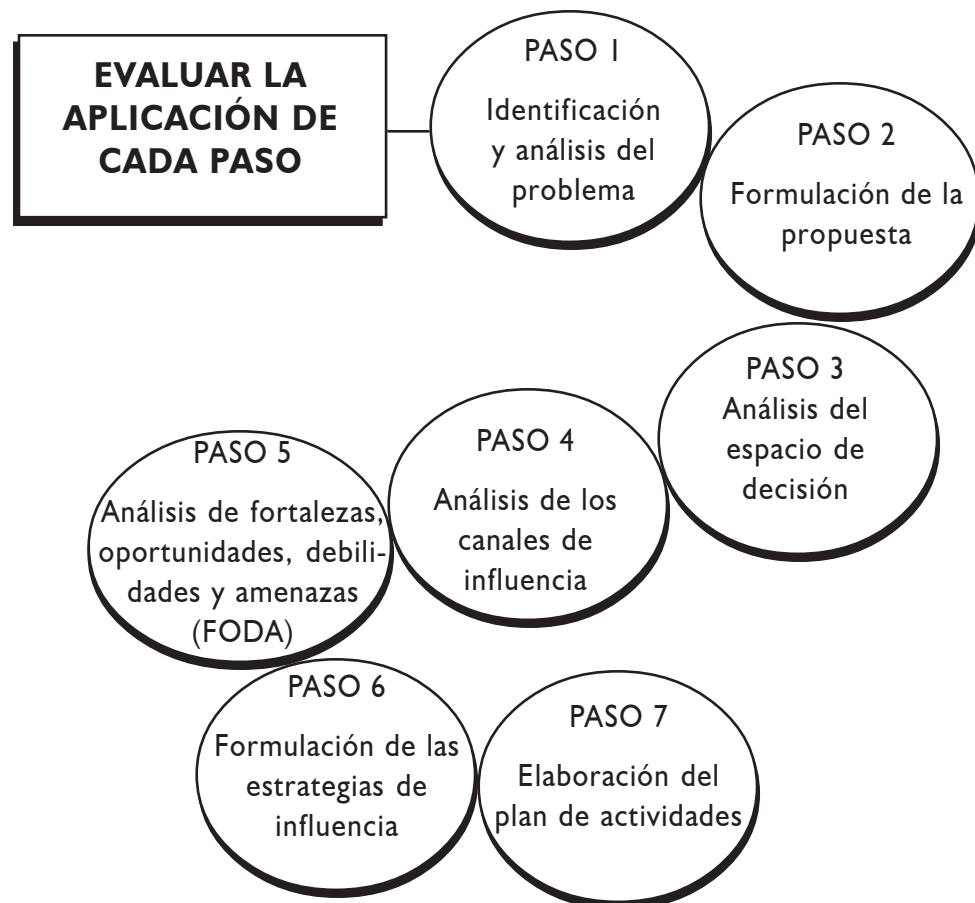 EVALUAR LA
APLICACIÓN DE
CADA PASO
PASO 1
Identificación
y análisis del
problema
PASO 2
Formulación de la
propuesta
PASO 3
Análisis del
espacio de
decisión
PASO 4
Análisis de los
canales de
influencia
PASO 5
Análisis de fortalezas,
oportunidades, debili-
dades y amenazas
(FODA)
PASO 6
Formulación de las
estrategias de
influencia
PASO 7
Elaboración del
plan de actividades